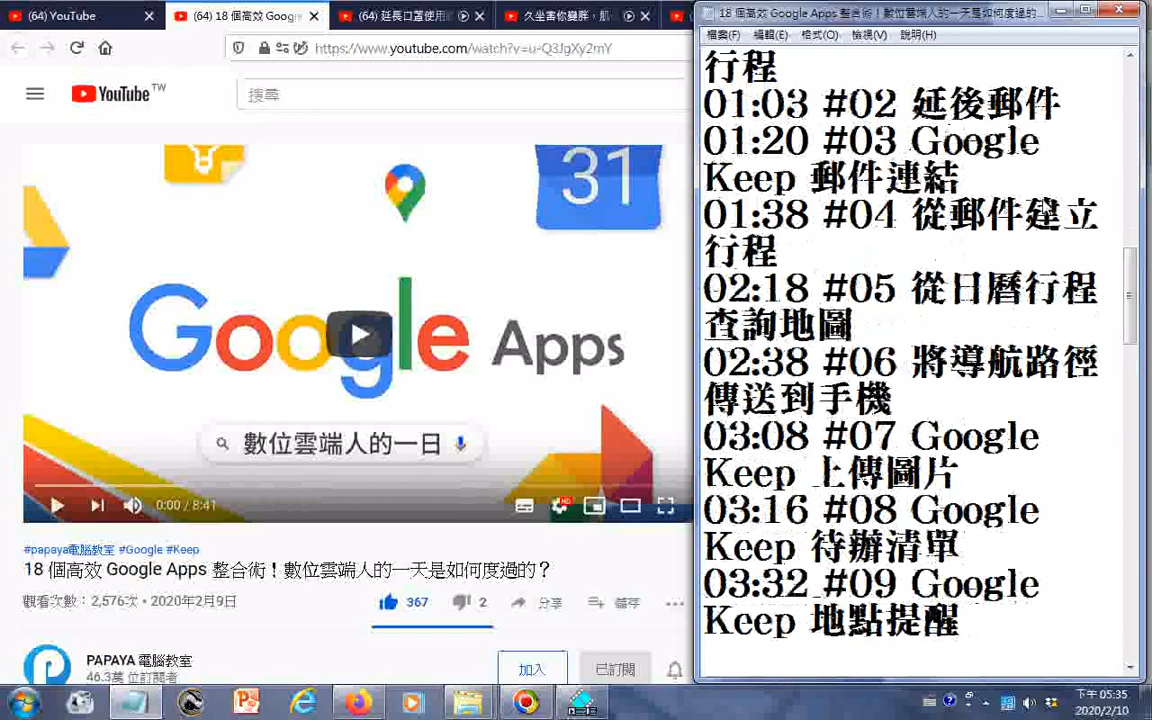 (64) YouTube
(64) 18 個高效 Goog
(64) 延長口罩使用
久坐害你變胖，肌
https://www.youtube.com/watch?v=u-Q3JgXy2mY
YouTube TW
搜尋
31
Google Apps
數位雲端人的一日
0:00 / 8:41
HD
#papaya電腦教室 #Google #Keep
18 個高效 Google Apps 整合術！數位雲端人的一天是如何度過的？
觀看次數：2,576次 • 2020年2月9日
367
2
分享
儲存
PAPAYA 電腦教室
46.3萬 位訂閱者
加入
已訂閱
18 個高效 Google Apps 整合術！數位雲端人的一天是如何度過的...
檔案(F) 編輯(E) 格式(O) 檢視(V) 說明(H)
行程
01:03 #02 延後郵件
01:20 #03 Google
Keep 郵件連結
01:38 #04 從郵件建立
行程
02:18 #05 從日曆行程
查詢地圖
02:38 #06 將導航路徑
傳送到手機
03:08 #07 Google
Keep 上傳圖片
03:16 #08 Google
Keep 待辦清單
03:32 #09 Google
Keep 地點提醒
下午 05:35
2020/2/10